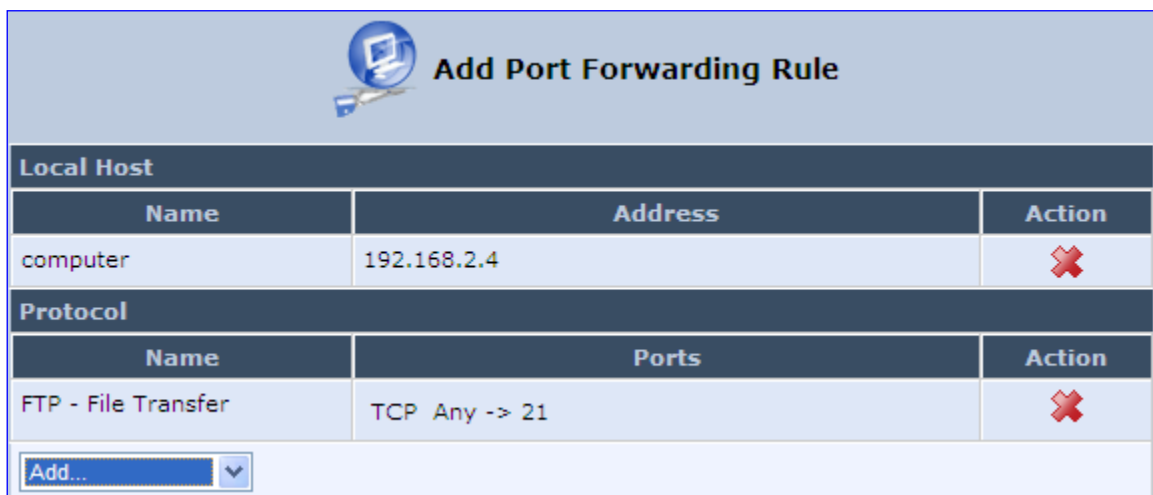 Add Port Forwarding Rule
Local Host
Name Address Action
computer 192.168.2.4
Protocol
Name Ports Action
FTP - File Transfer TCP Any -> 21
Add...